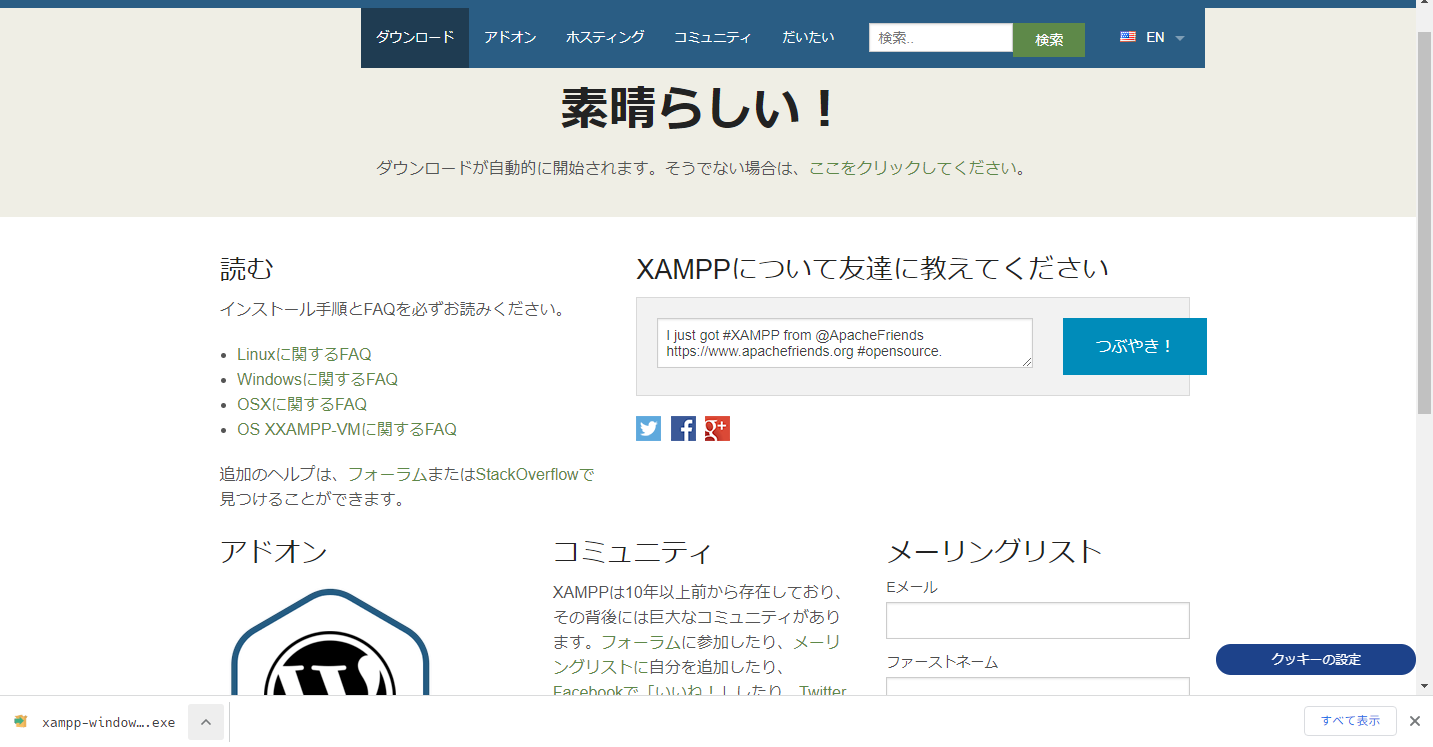 ダウンロード アドオン ホスティング コミュニティ だいたい 検索.. 検索 EN
素晴らしい！
ダウンロードが自動的に開始されます。そうでない場合は、ここをクリックしてください。
読む
インストール手順とFAQを必ずお読みください。
Linuxに関するFAQ
Windowsに関するFAQ
OSXに関するFAQ
OS XXAMPP-VMに関するFAQ
追加のヘルプは、フォーラムまたはStackOverflowで
見つけることができます。
XAMPPについて友達に教えてください
I just got #XAMPP from @ApacheFriends
https://www.apachefriends.org #opensource.
つぶやき！
アドオン
コミュニティ
XAMPPは10年以上前から存在しており、
その背後には巨大なコミュニティがあり
ます。フォーラムに参加したり、メーリ
ングリストに自分を追加したり、
Facebookで「いいね！」したり、Twitter
メーリングリスト
Eメール
ファーストネーム
クッキーの設定
xampp-window….exe
すべて表示